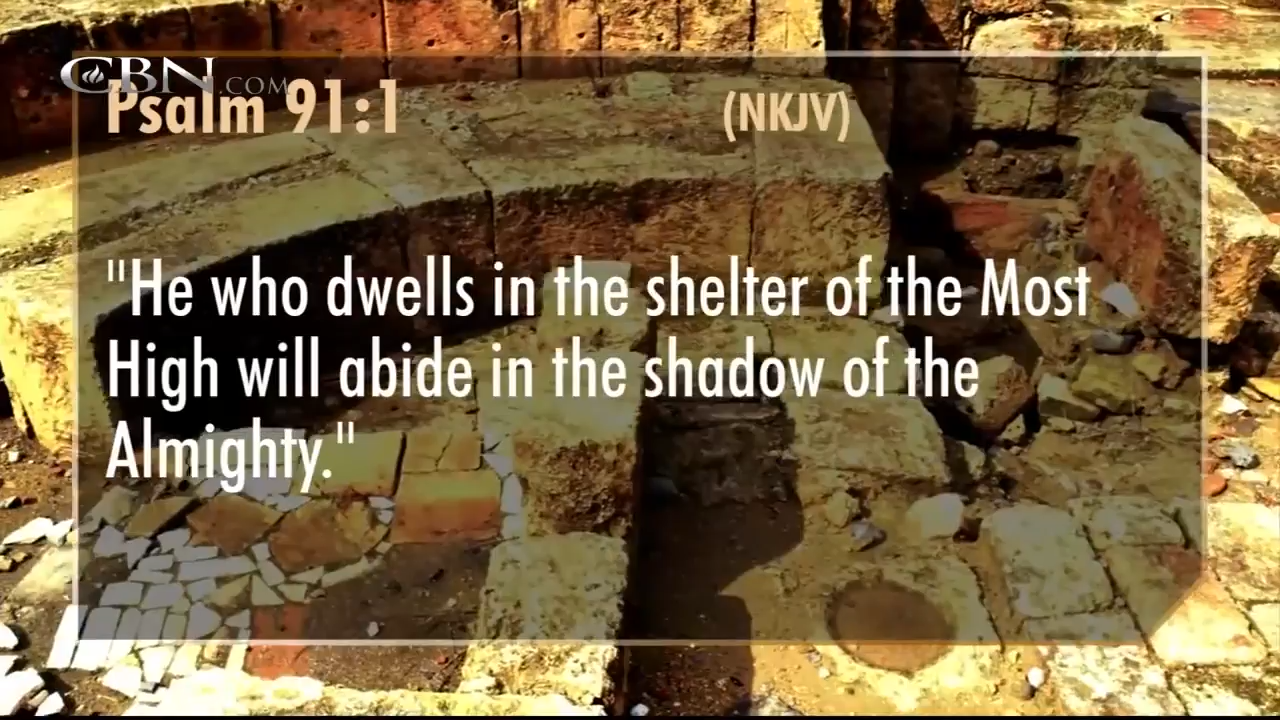 CBN.COM
Psalm 91:1 (NKJV)
"He who dwells in the shelter of the Most
High will abide in the shadow of the
Almighty."